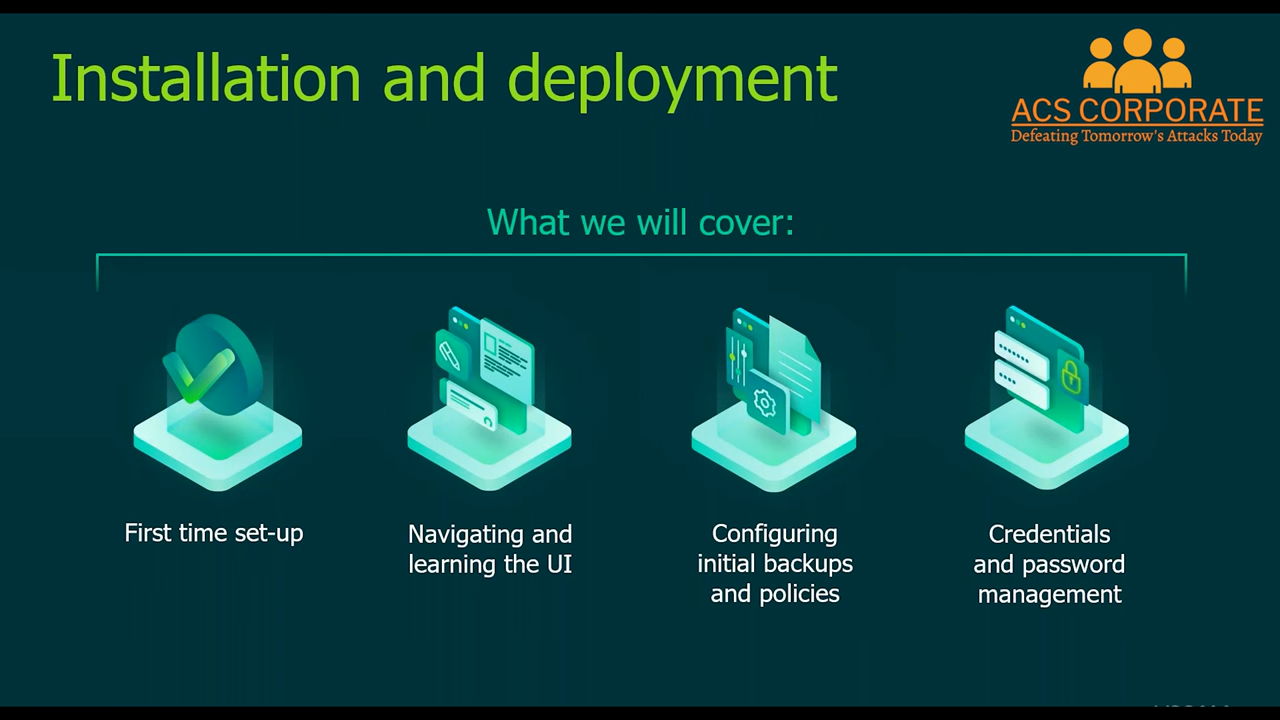 Installation and deployment
ACS CORPORATE
Defeating Tomorrow's Attacks Today
What we will cover:
First time set-up
Navigating and
learning the UI
Configuring
initial backups
and policies
Credentials
and password
management